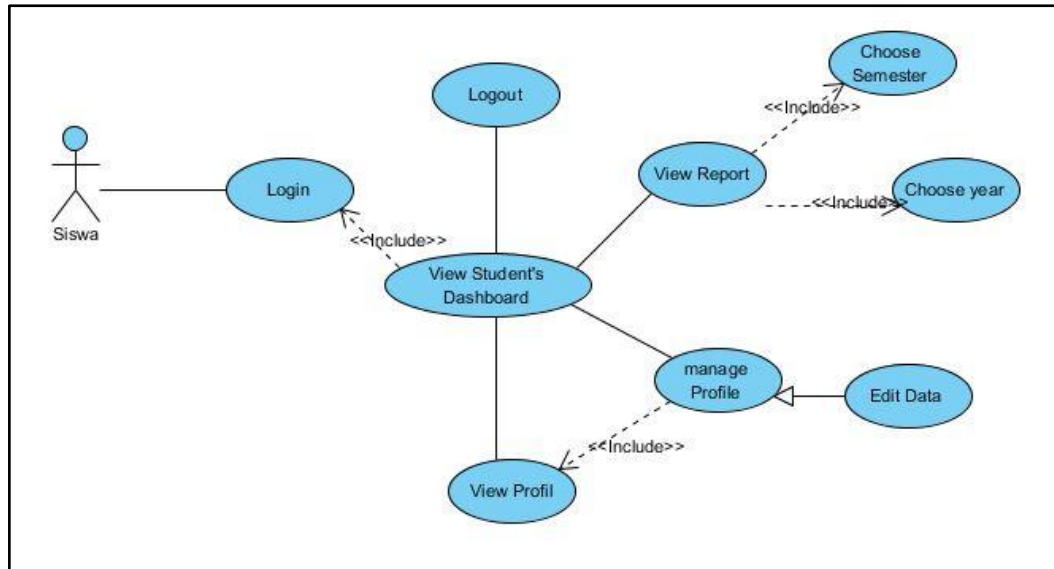 Choose
Semester
<<Include>>
Logout
View Report
Choose year
<<Include>>
Login
Siswa
<<Include>>
View Student's
Dashboard
manage
Profile
Edit Data
<<Include>>
View Profil